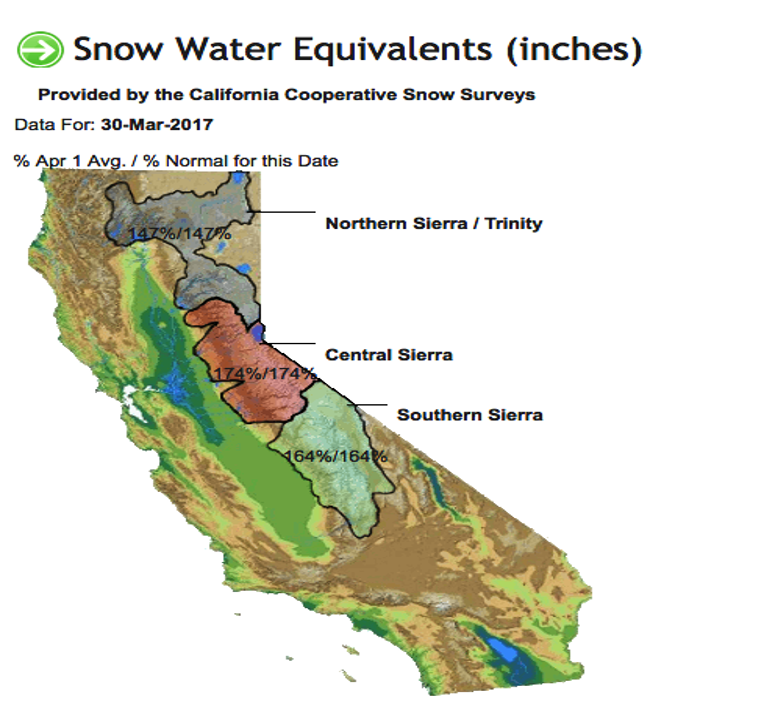 Snow Water Equivalents (inches)
Provided by the California Cooperative Snow Surveys
Data For: 30-Mar-2017
% Apr 1 Avg. / % Normal for this Date
Northern Sierra / Trinity
147%/147%
Central Sierra
174%/174%
Southern Sierra
164%/164%